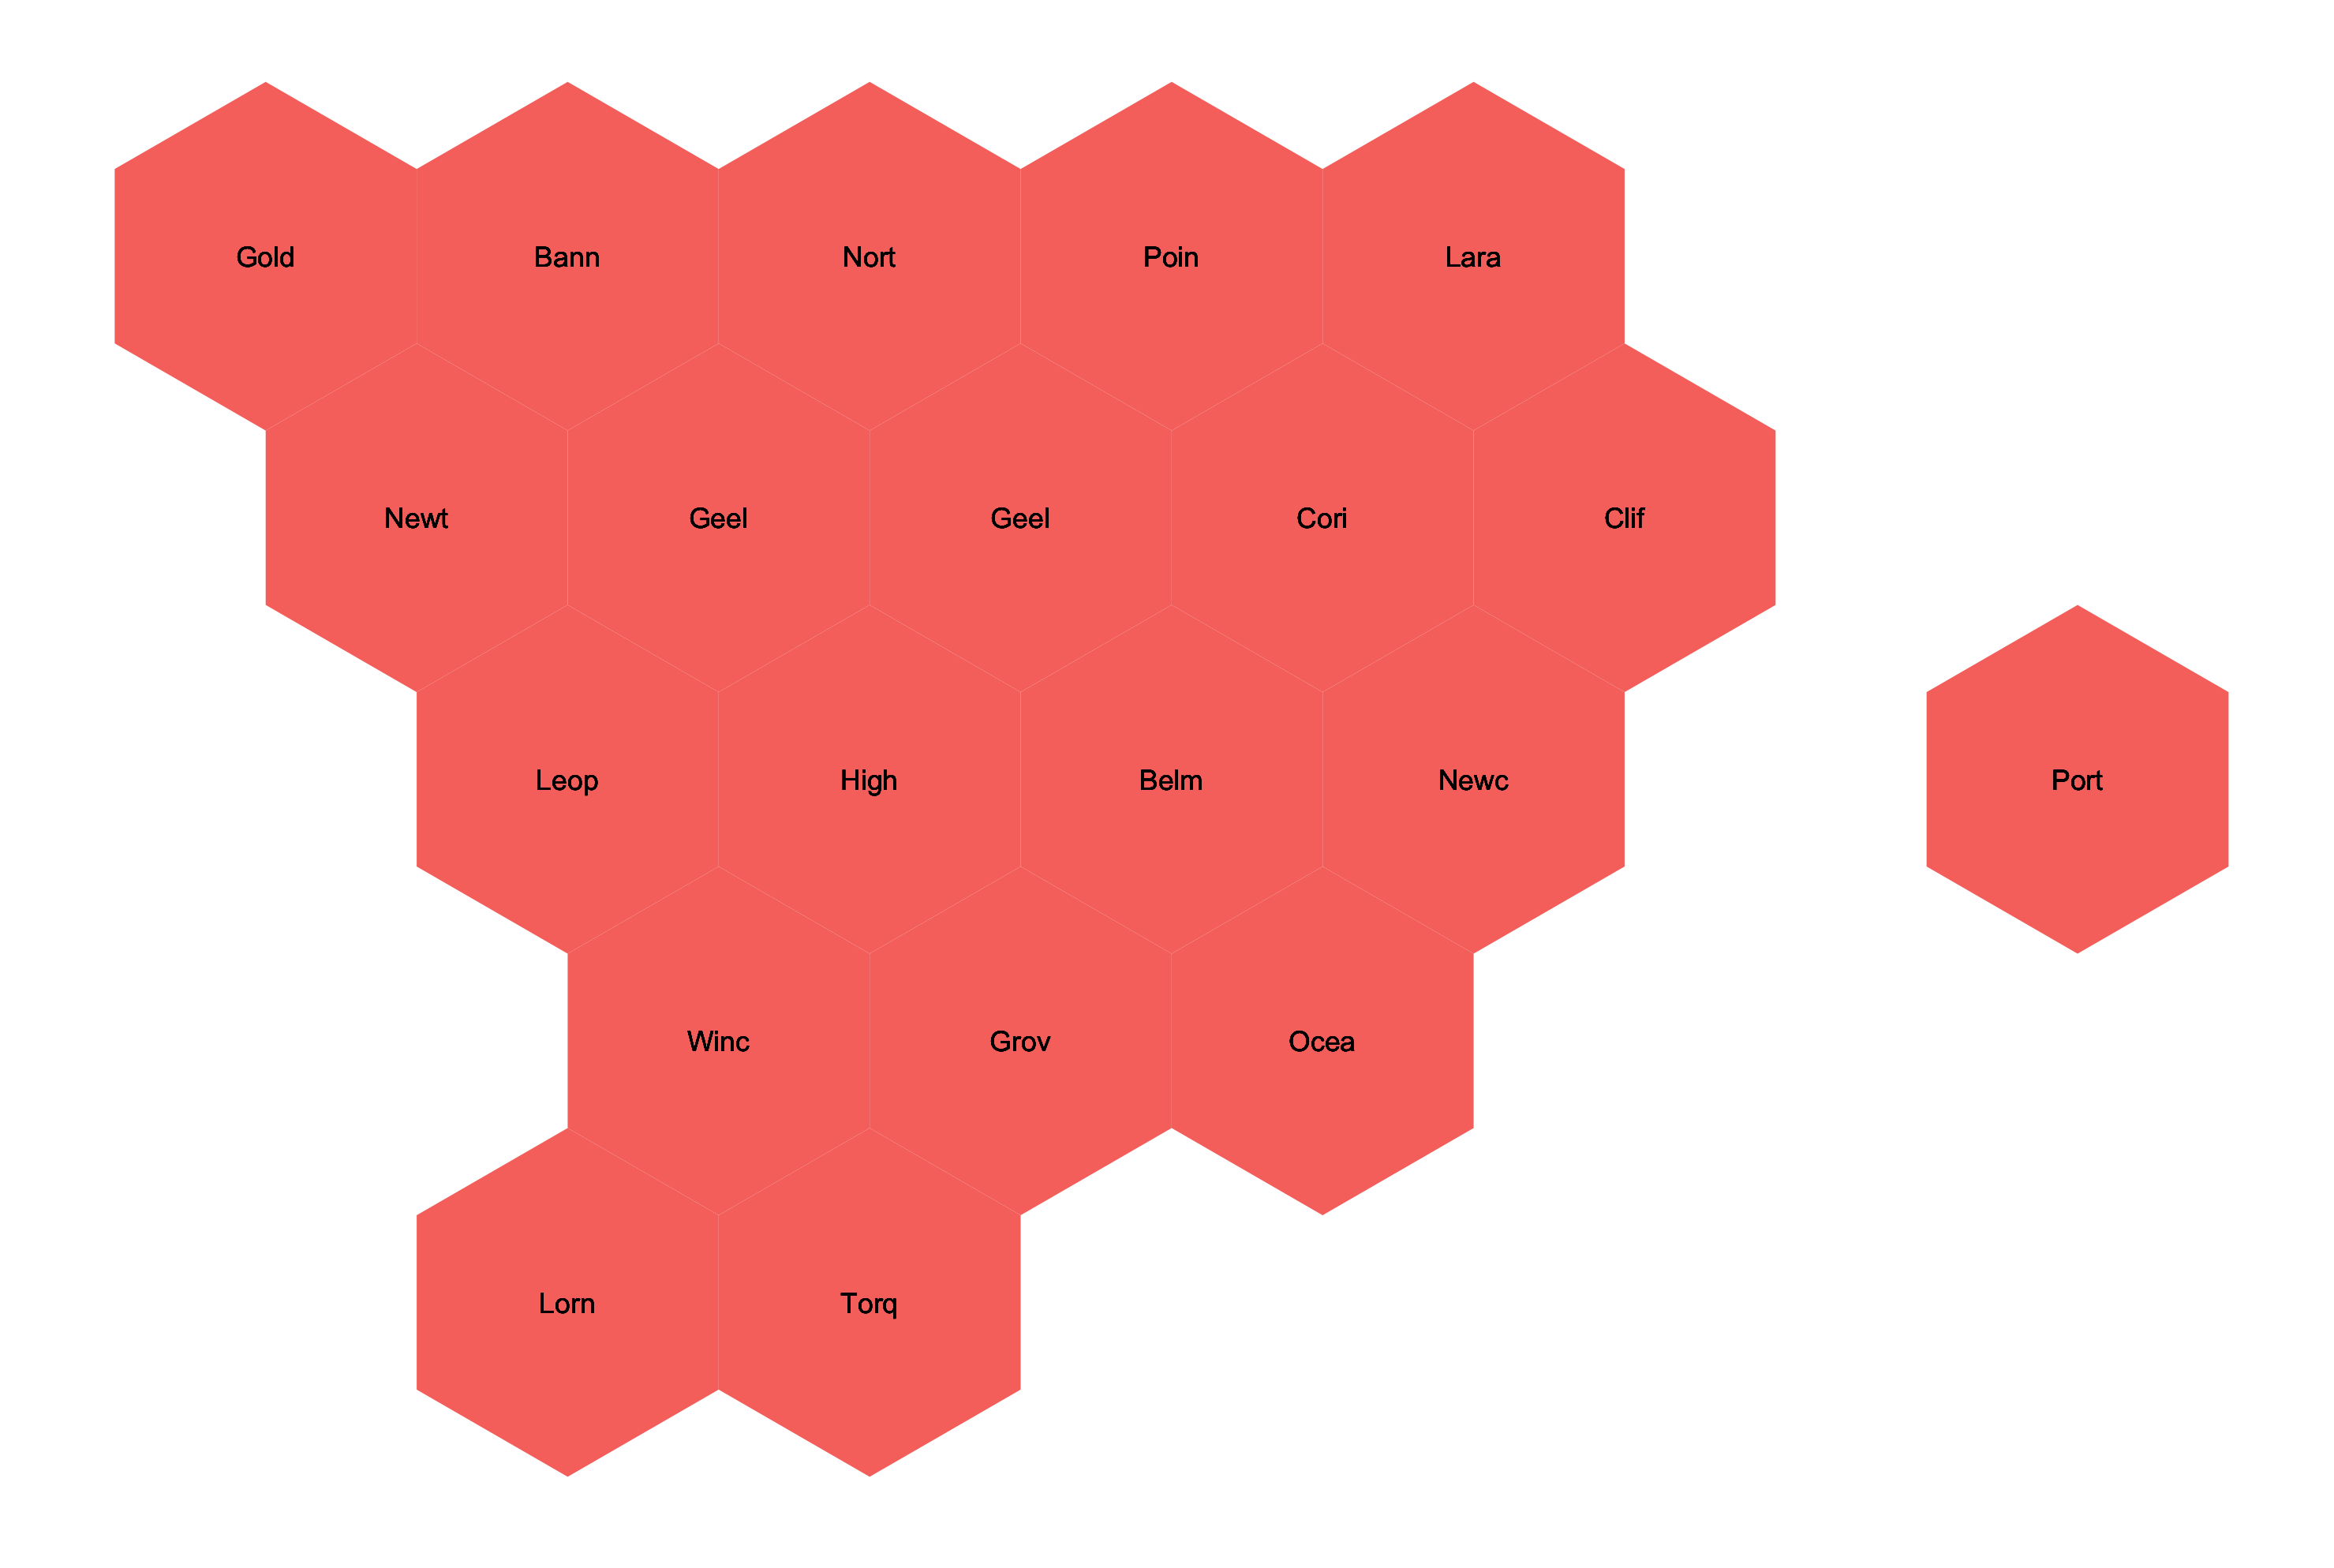 Gold Bann Nort Poin Lara
Newt Geel Geel Cori Clif
Leop High Belm Newc Port
Winc Grov Ocea
Lorn Torq